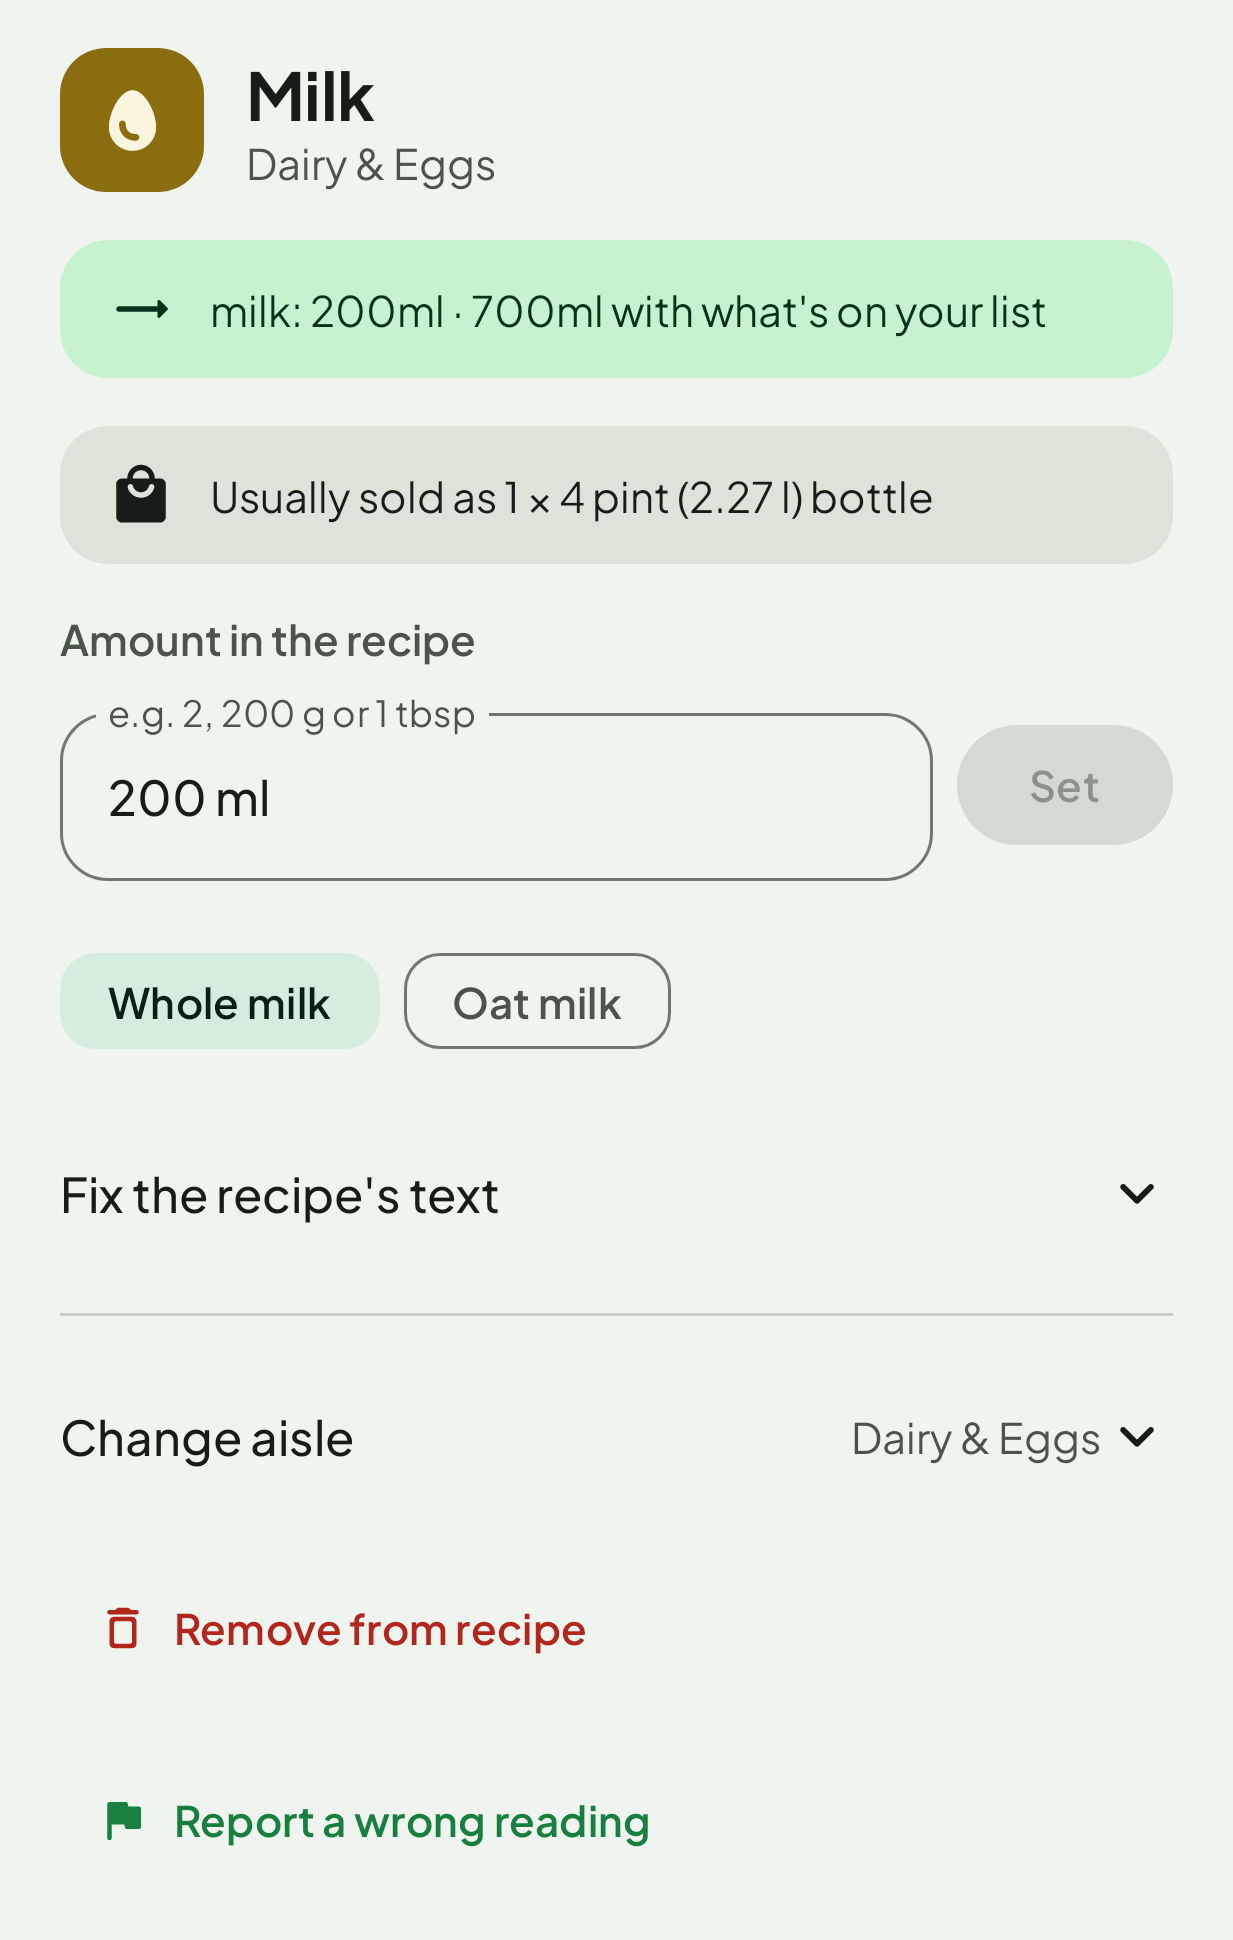 Milk
Dairy & Eggs
milk: 200ml · 700ml with what's on your list
Usually sold as 1 × 4 pint (2.27 l) bottle
Amount in the recipe
e.g. 2, 200 g or 1 tbsp
200 ml
Set
Whole milk
Oat milk
Fix the recipe's text
Change aisle
Dairy & Eggs
Remove from recipe
Report a wrong reading